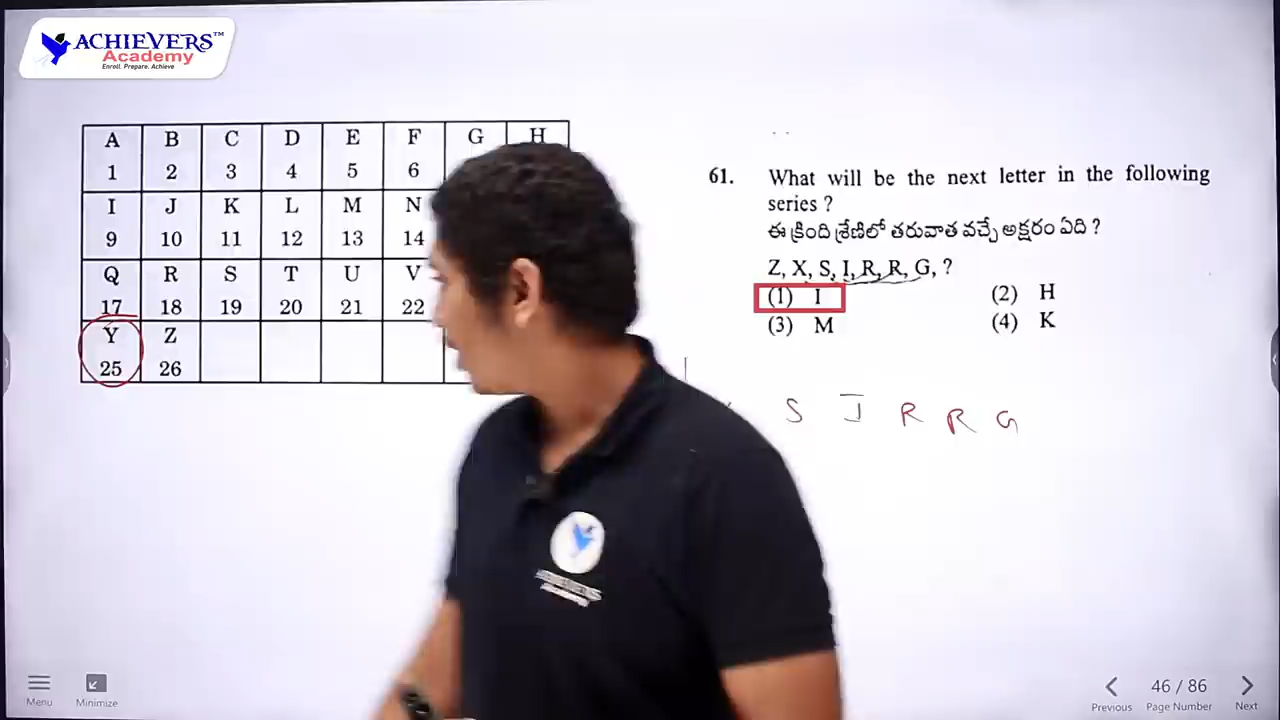 ACHIEVERS™
Academy
Enroll. Prepare. Achieve
A B C D E F G H
1 2 3 4 5 6
I J K L M N
9 10 11 12 13 14
Q R S T U V
17 18 19 20 21 22
Y Z
25 26
61. What will be the next letter in the following
series ?
ఈ క్రింది శ్రేణిలో తరువాత వచ్చే అక్షరం ఏది ?
Z, X, S, I, R, R, G, ?
(1) I (2) H
(3) M (4) K
S I R R G
Menu
Minimize
46 / 86
Previous Page Number Next